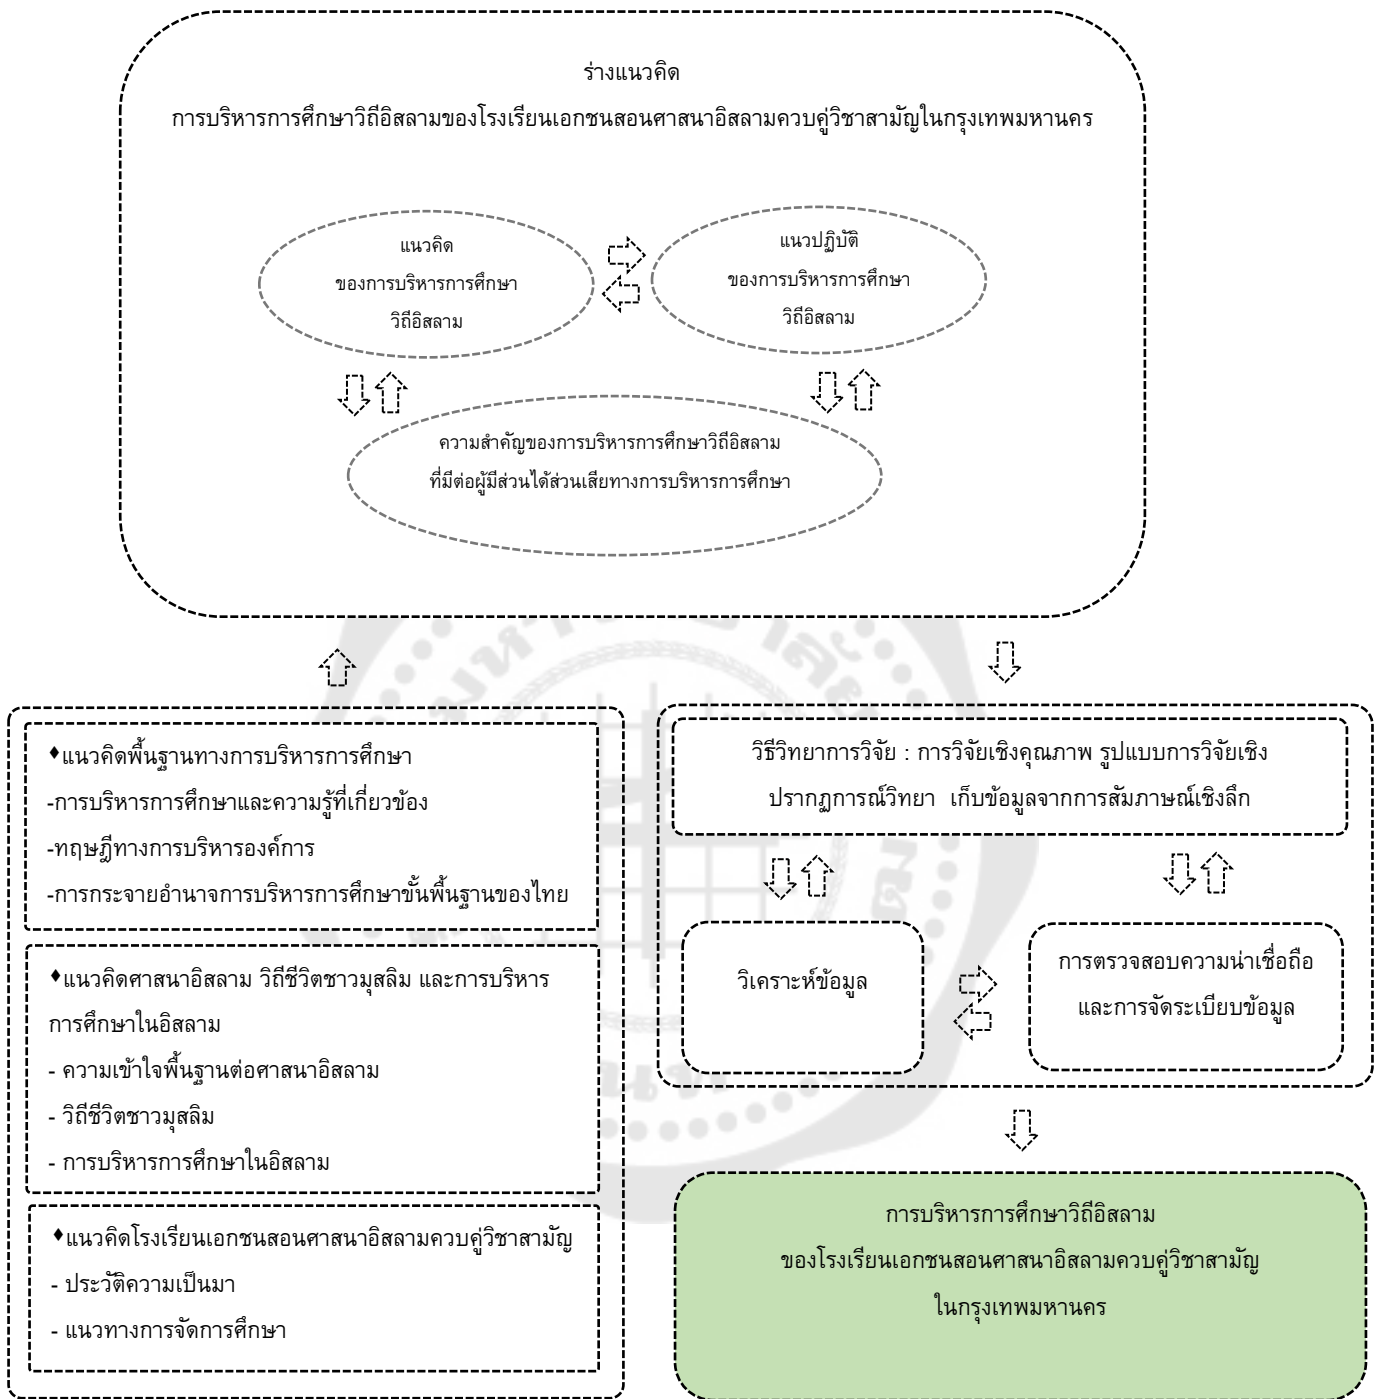 ร่างแนวคิด
การบริหารการศึกษาวิถีอิสลามของโรงเรียนเอกชนสอนศาสนาอิสลามควบคู่วิชาสามัญในกรุงเทพมหานคร
แนวคิด
ของการบริหารการศึกษา
วิถีอิสลาม
แนวปฏิบัติ
ของการบริหารการศึกษา
วิถีอิสลาม
ความสำคัญของการบริหารการศึกษาวิถีอิสลาม
ที่มีต่อผู้มีส่วนได้ส่วนเสียทางการบริหารการศึกษา
♦แนวคิดพื้นฐานทางการบริหารการศึกษา
-การบริหารการศึกษาและความรู้ที่เกี่ยวข้อง
-ทฤษฎีทางการบริหารองค์การ
-การกระจายอำนาจการบริหารการศึกษาขั้นพื้นฐานของไทย
♦แนวคิดศาสนาอิสลาม วิถีชีวิตชาวมุสลิม และการบริหาร
การศึกษาในอิสลาม
- ความเข้าใจพื้นฐานต่อศาสนาอิสลาม
- วิถีชีวิตชาวมุสลิม
- การบริหารการศึกษาในอิสลาม
♦แนวคิดโรงเรียนเอกชนสอนศาสนาอิสลามควบคู่วิชาสามัญ
- ประวัติความเป็นมา
- แนวทางการจัดการศึกษา
วิธีวิทยาการวิจัย : การวิจัยเชิงคุณภาพ รูปแบบการวิจัยเชิง
ปรากฏการณ์วิทยา เก็บข้อมูลจากการสัมภาษณ์เชิงลึก
วิเคราะห์ข้อมูล
การตรวจสอบความน่าเชื่อถือ
และการจัดระเบียบข้อมูล
การบริหารการศึกษาวิถีอิสลาม
ของโรงเรียนเอกชนสอนศาสนาอิสลามควบคู่วิชาสามัญ
ในกรุงเทพมหานคร